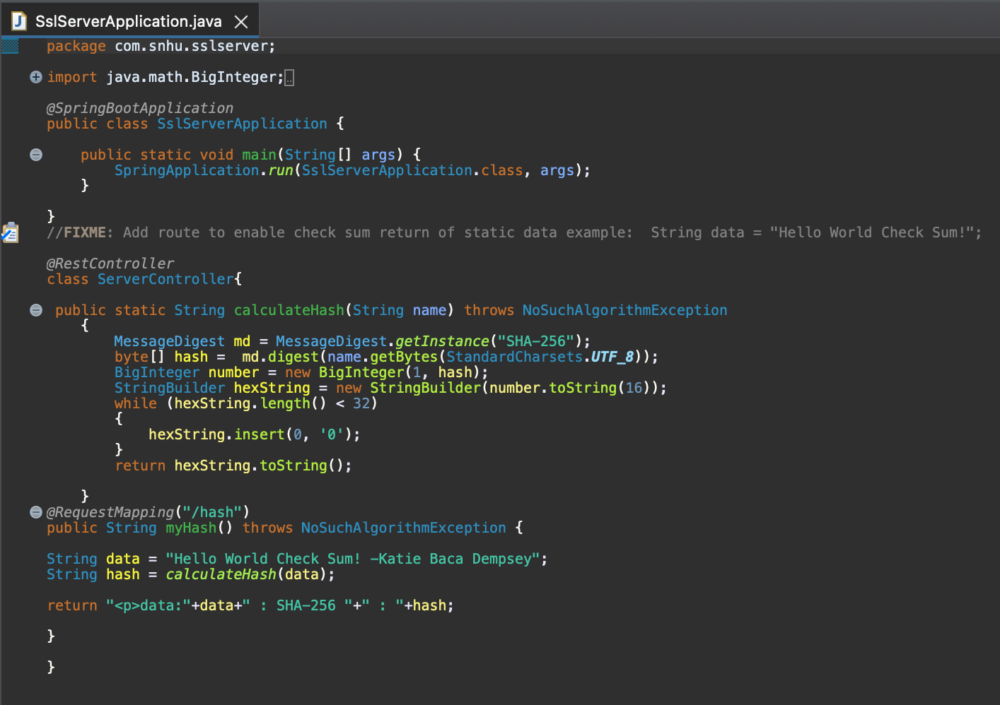 SslServerApplication.java
package com.snhu.sslserver;
import java.math.BigInteger;
@SpringBootApplication
public class SslServerApplication {
public static void main(String[] args) {
SpringApplication.run(SslServerApplication.class, args);
}
}
//FIXME: Add route to enable check sum return of static data example:  String data = "Hello World Check Sum!";
@RestController
class ServerController{
public static String calculateHash(String name) throws NoSuchAlgorithmException
{
MessageDigest md = MessageDigest.getInstance("SHA-256");
byte[] hash =  md.digest(name.getBytes(StandardCharsets.UTF_8));
BigInteger number = new BigInteger(1, hash);
StringBuilder hexString = new StringBuilder(number.toString(16));
while (hexString.length() < 32)
{
hexString.insert(0, '0');
}
return hexString.toString();
}
@RequestMapping("/hash")
public String myHash() throws NoSuchAlgorithmException {
String data = "Hello World Check Sum! -Katie Baca Dempsey";
String hash = calculateHash(data);
return "<p>data:"+data+" : SHA-256 "+" : "+hash;
}
}